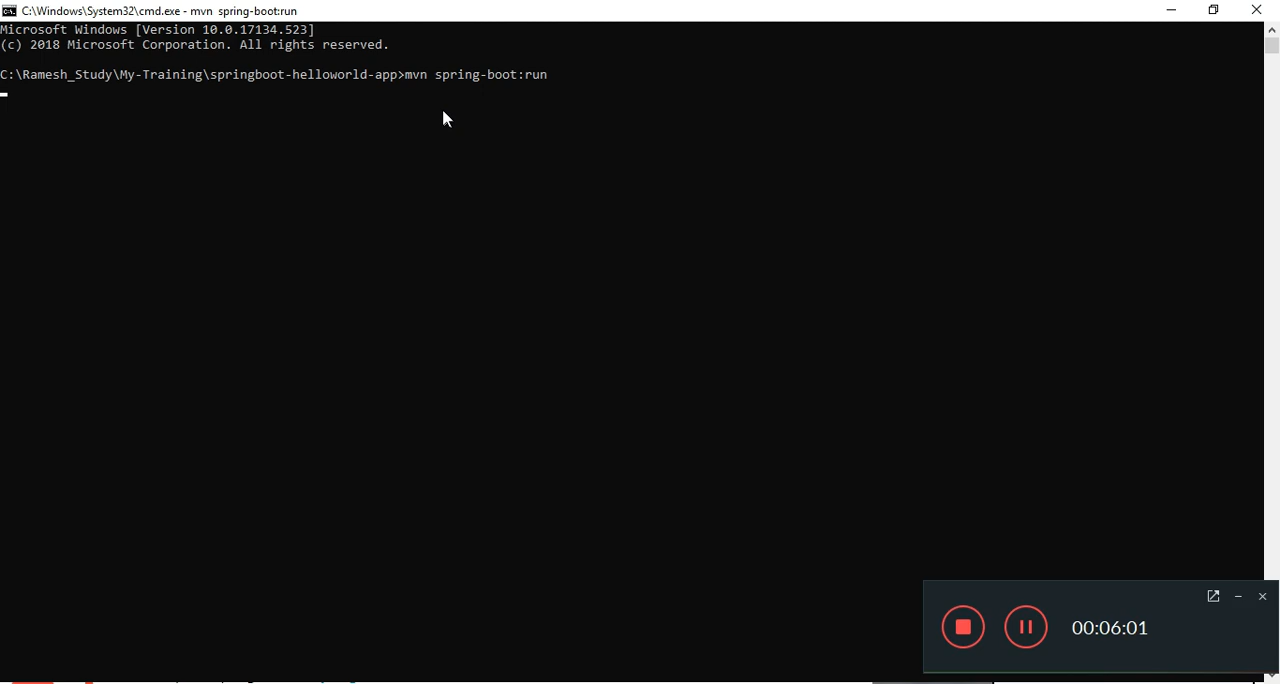 C:\Windows\System32\cmd.exe - mvn spring-boot:run
Microsoft Windows [Version 10.0.17134.523]
(c) 2018 Microsoft Corporation. All rights reserved.
C:\Ramesh_Study\My-Training\springboot-helloworld-app>mvn spring-boot:run
00:06:01